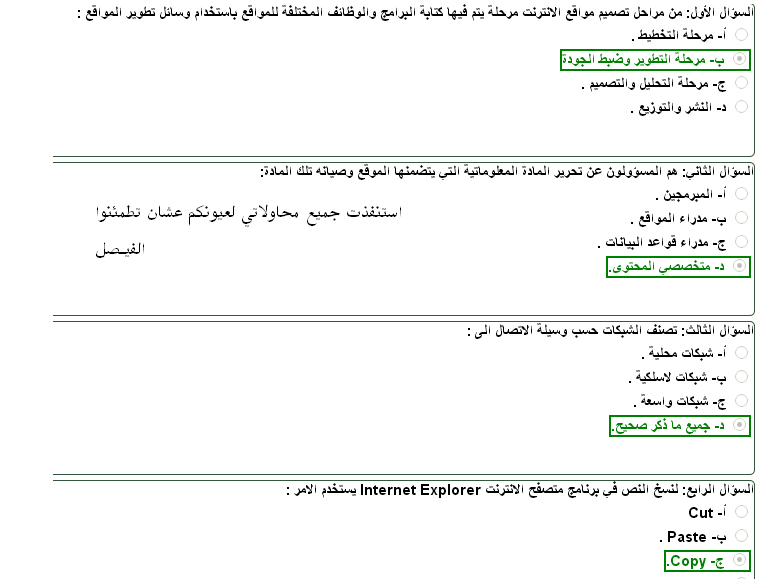 السؤال الأول: من مراحل تصميم مواقع الانترنت مرحلة يتم فيها كتابة البرامج والوظائف المختلفة للمواقع باستخدام وسائل تطوير المواقع :
أ- مرحلة التخطيط .
ب- مرحلة التطوير وضبط الجودة
ج- مرحلة التحليل والتصميم .
د- النشر والتوزيع .
السؤال الثاني: هم المسؤولون عن تحرير المادة المعلوماتية التي يتضمنها الموقع وصيانه تلك المادة:
أ- المبرمجين .
استنفذت جميع محاولاتي لعيونكم عشان تطمئنوا
ب- مدراء المواقع .
ج- مدراء قواعد البيانات .
الفيصل
د- متخصصي المحتوى.
السؤال الثالث: تصنف الشبكات حسب وسيلة الاتصال الى :
أ- شبكات محلية .
ب- شبكات لاسلكية .
ج- شبكات واسعة .
د- جميع ما ذكر صحيح.
السؤال الرابع: لنسخ النص في برنامج متصفح الانترنت Internet Explorer يستخدم الامر :
أ- Cut
ب- Paste .
ج- Copy.